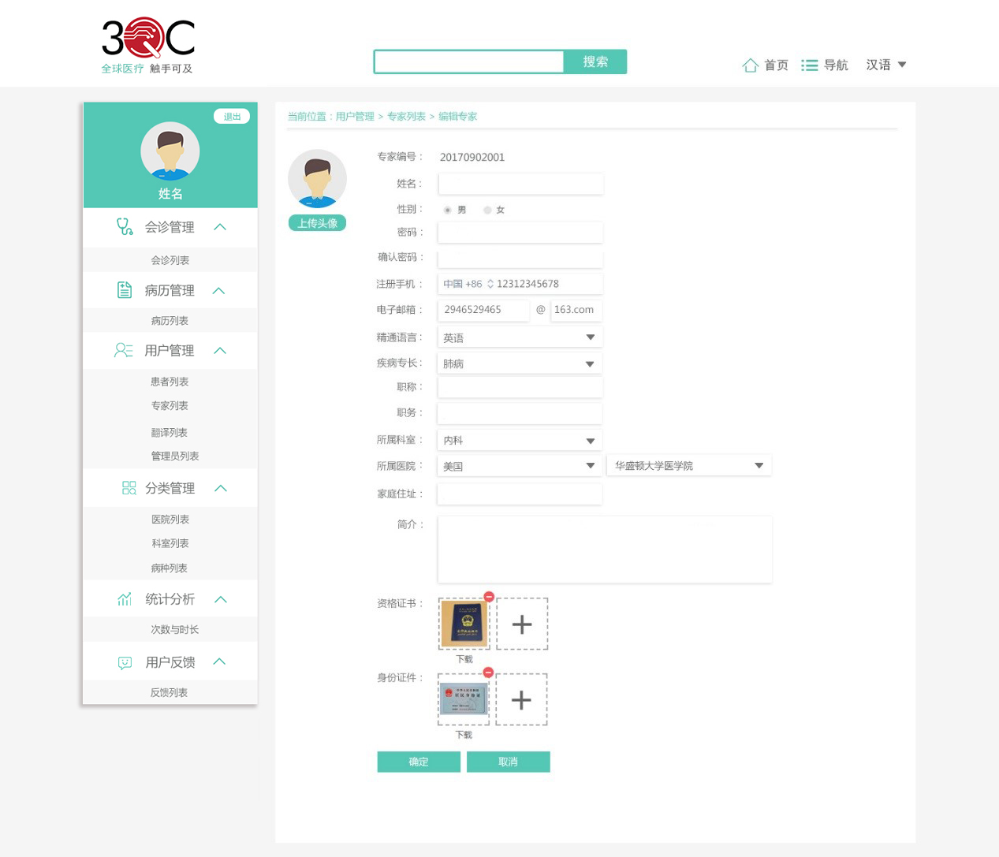 3QC
全球医疗 触手可及
搜索
首页
导航
汉语
退出
姓名
会诊管理
会诊列表
病历管理
病历列表
用户管理
患者列表
专家列表
翻译列表
管理员列表
分类管理
医院列表
科室列表
病种列表
统计分析
次数与时长
用户反馈
反馈列表
当前位置：用户管理 > 专家列表 > 编辑专家
上传头像
专家编号： 20170902001
姓名：
性别： 男 女
密码：
确认密码：
注册手机： 中国 +86 12312345678
电子邮箱： 2946529465 @ 163.com
精通语言： 英语
疾病专长： 肺病
职称：
职务：
所属科室： 内科
所属医院： 美国 华盛顿大学医学院
家庭住址：
简介：
资格证书：
下载
身份证件：
下载
确定 取消